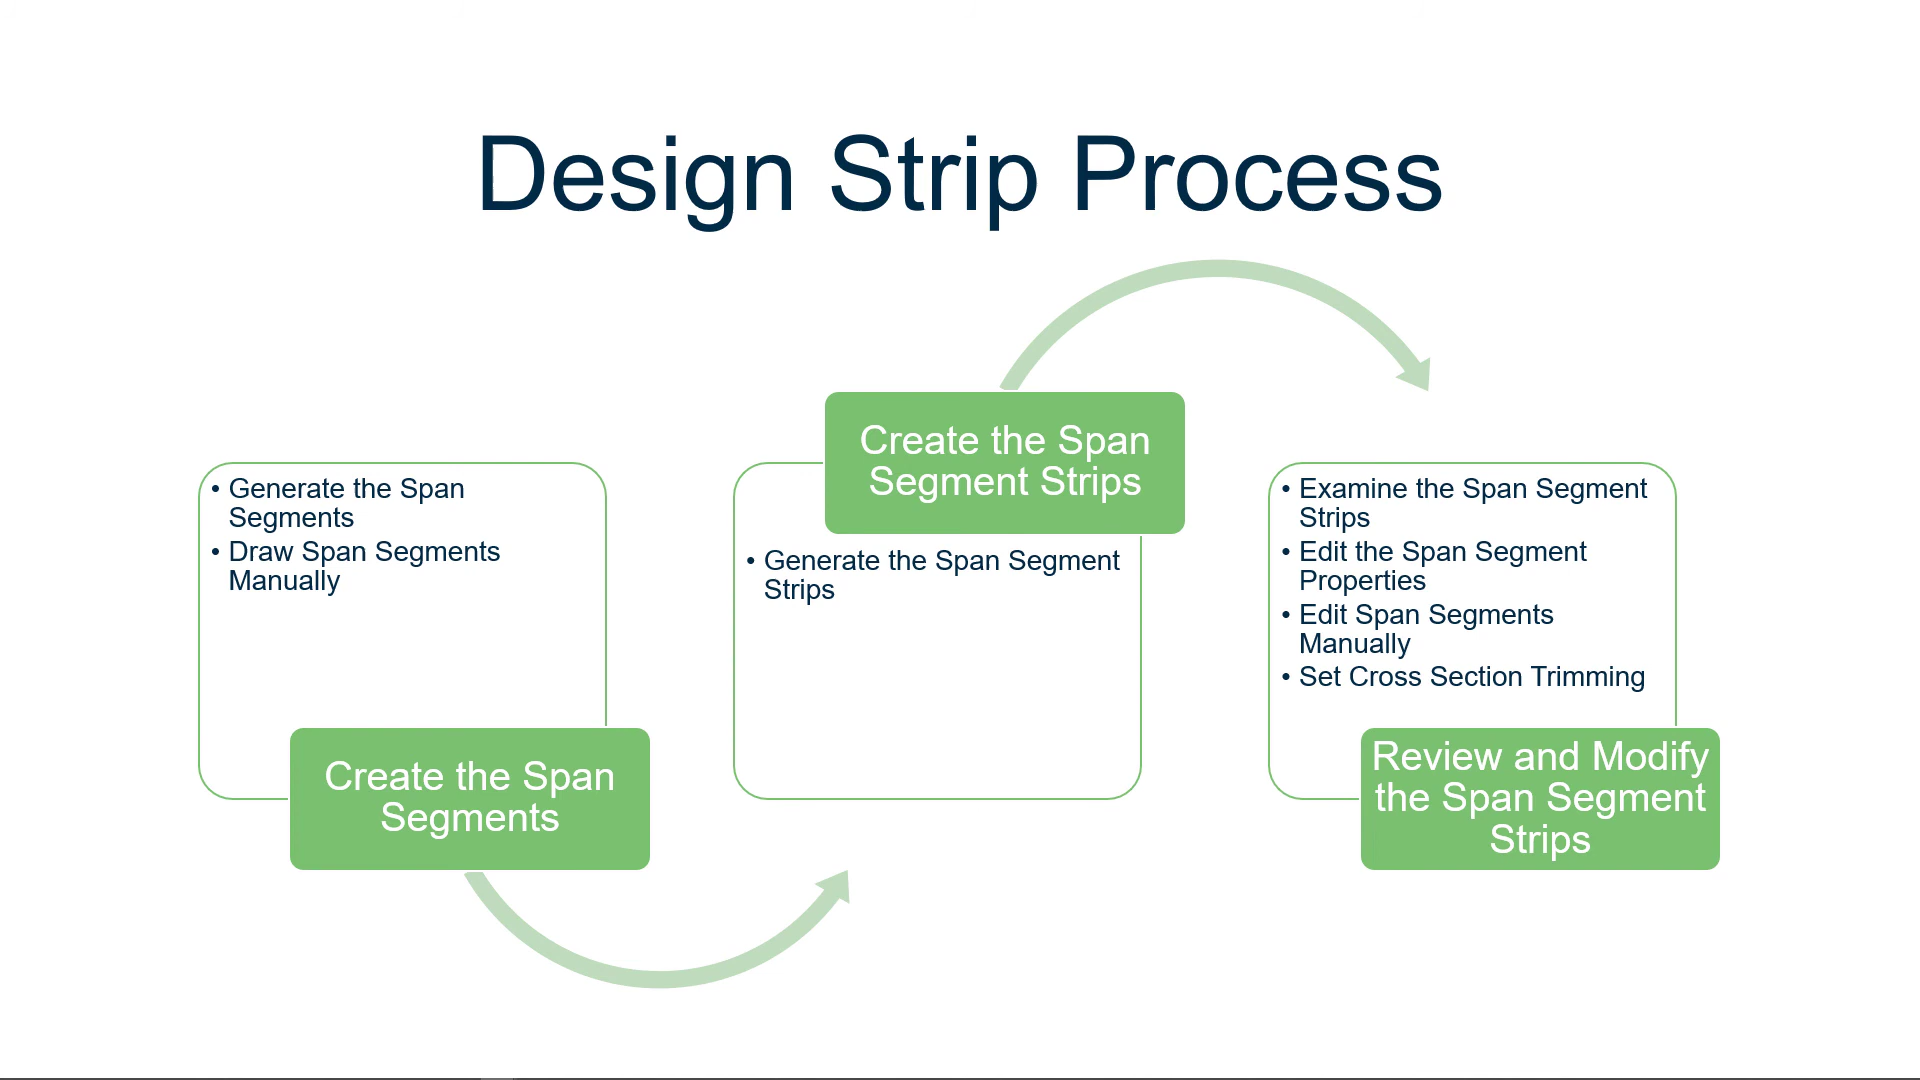 Design Strip Process
• Generate the Span
Segments
• Draw Span Segments
Manually
Create the Span
Segments
Create the Span
Segment Strips
• Generate the Span Segment
Strips
• Examine the Span Segment
Strips
• Edit the Span Segment
Properties
• Edit Span Segments
Manually
• Set Cross Section Trimming
Review and Modify
the Span Segment
Strips